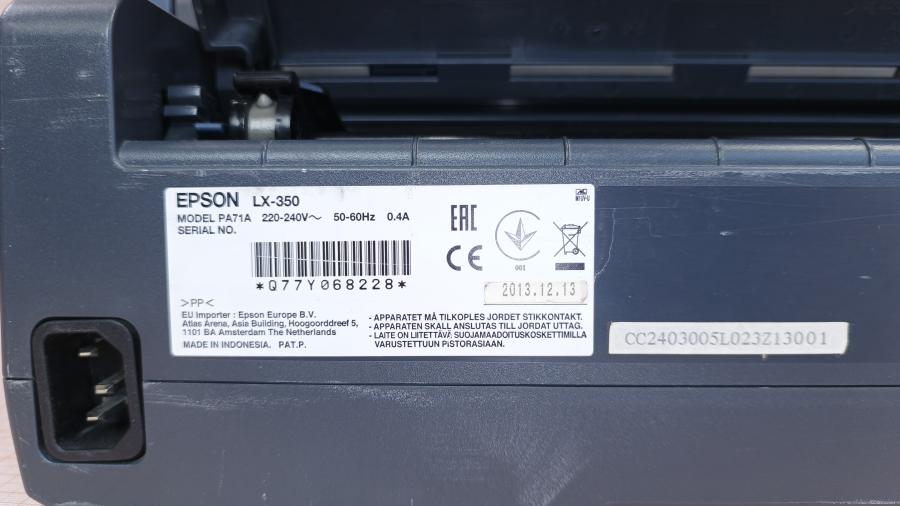 EPSON LX-350
MODEL PA71A 220-240V~ 50-60Hz 0.4A
SERIAL NO.
*Q77Y068228*
>PP<
EU Importer : Epson Europe B.V.
Atlas Arena, Asia Building, Hoogoorddreef 5,
1101 BA Amsterdam The Netherlands
MADE IN INDONESIA. PAT.P.
EAC
CE
001
2013.12.13
- APPARATET MÅ TILKOPLES JORDET STIKKONTAKT.
- APPARATEN SKALL ANSLUTAS TILL JORDAT UTTAG.
- LAITE ON LIITETTÄVÄ SUOJAMAADOITUSKOSKETTIMILLA
VARUSTETTUUN PISTORASIAAN.
CC2403005L023Z13001